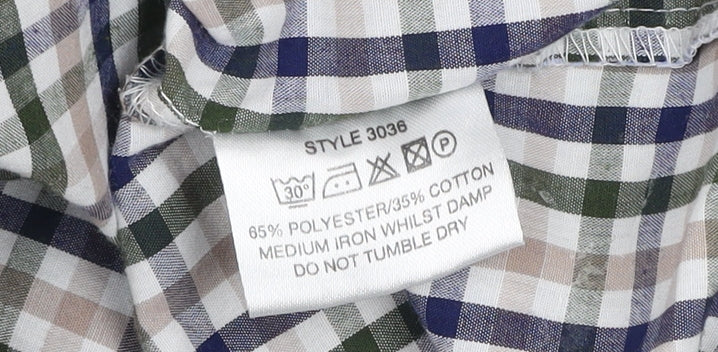 STYLE 3036
30° P
65% POLYESTER/35% COTTON
MEDIUM IRON WHILST DAMP
DO NOT TUMBLE DRY